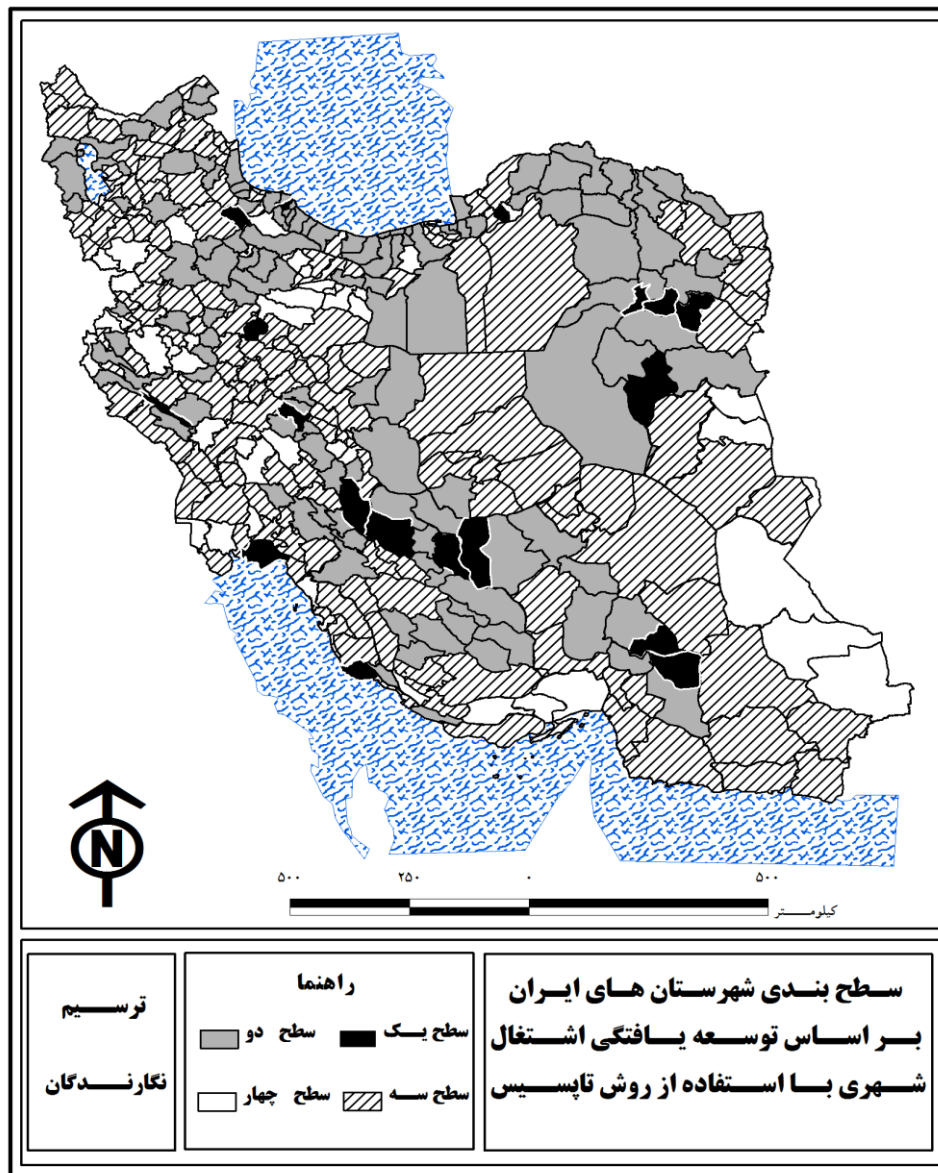 N
۵۰۰ ۲۵۰ ۰ ۵۰۰
کیلومتر
سطح بندی شهرستان های ایران
بر اساس توسعه یافتگی اشتغال
شهری با استفاده از روش تاپسیس
راهنما
سطح یک سطح دو
سطح سه سطح چهار
ترسیم
نگارندگان